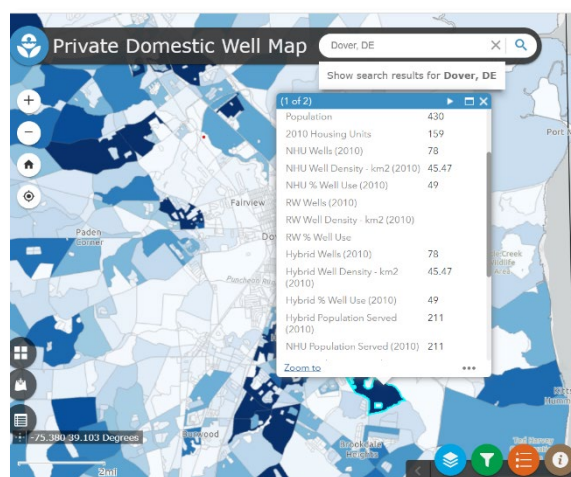 Private Domestic Well Map
Dover, DE
Show search results for Dover, DE
(1 of 2)
Population 430
2010 Housing Units 159
NHU Wells (2010) 78
NHU Well Density - km2 (2010) 45.47
NHU % Well Use (2010) 49
RW Wells (2010)
RW Well Density - km2 (2010)
RW % Well Use
Hybrid Wells (2010) 78
Hybrid Well Density - km2 45.47
(2010)
Hybrid % Well Use (2010) 49
Hybrid Population Served 211
(2010)
NHU Population Served (2010) 211
Zoom to
Port
Fairview
Paden
Corner
Creek
Wildlife
Area
Puncheon
-75.380 39.103 Degrees
2mi
Brookdale
Heights